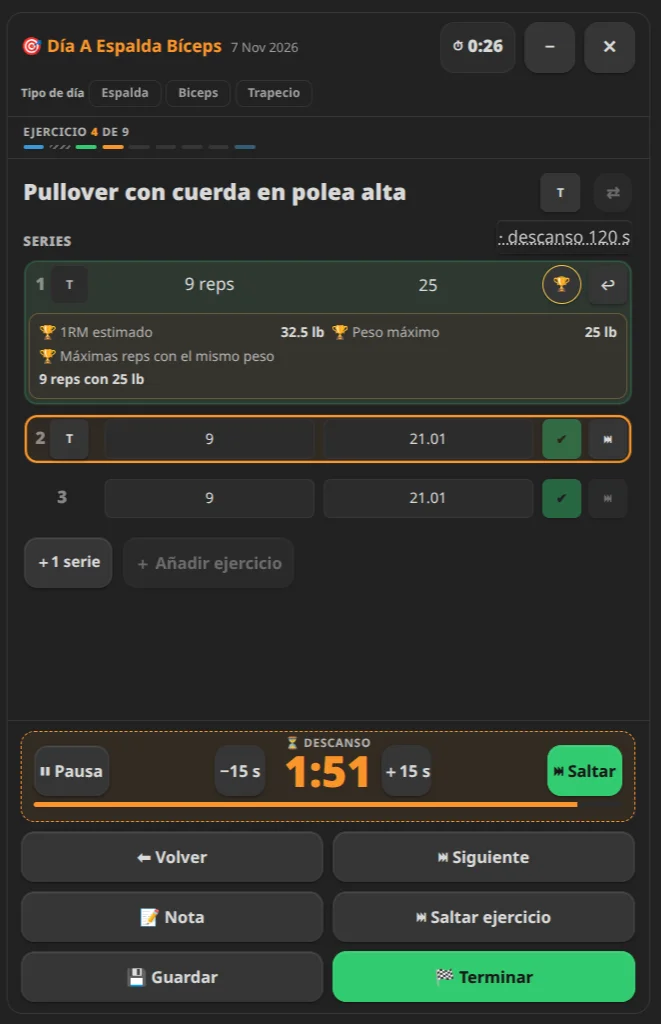 🎯 Día A Espalda Bíceps 7 Nov 2026 ⏱ 0:26 − ✕
Tipo de día Espalda Biceps Trapecio
EJERCICIO 4 DE 9
Pullover con cuerda en polea alta T ⇄
SERIES · descanso 120 s
1 T 9 reps 25 🏆 ↩
🏆 1RM estimado 32.5 lb 🏆 Peso máximo 25 lb
🏆 Máximas reps con el mismo peso
9 reps con 25 lb
2 T 9 21.01 ✔ ⏭
3 9 21.01 ✔ ⏭
+ 1 serie + Añadir ejercicio
⏳ DESCANSO
⏸ Pausa −15 s 1:51 + 15 s ⏭ Saltar
⬅ Volver ⏭ Siguiente
📝 Nota ⏭ Saltar ejercicio
💾 Guardar 🏁 Terminar